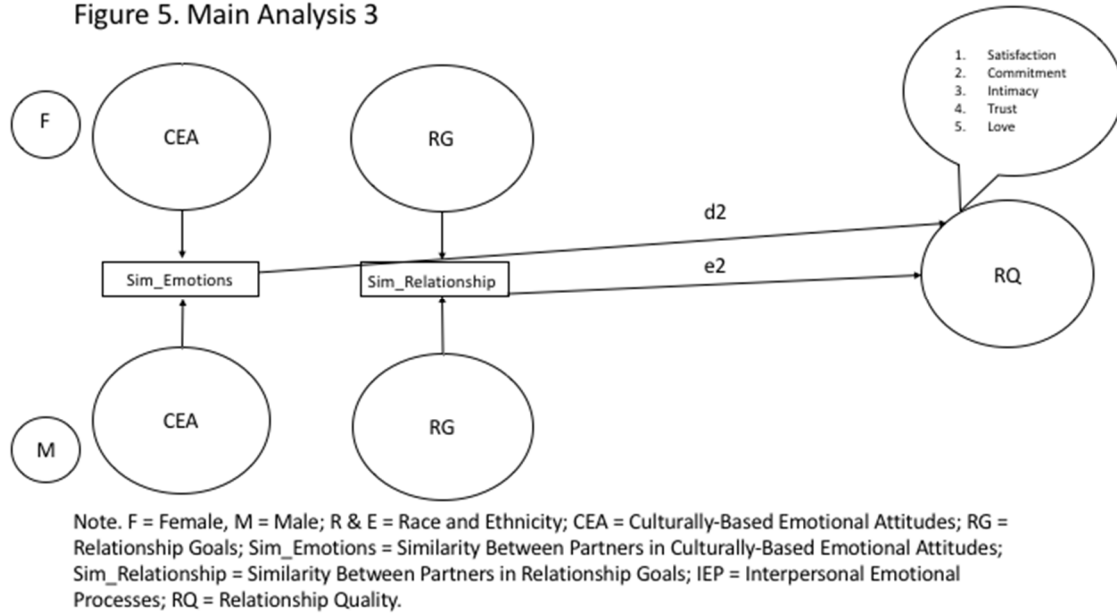 Figure 5. Main Analysis 3
1. Satisfaction
2. Commitment
3. Intimacy
4. Trust
5. Love
F
CEA
RG
d2
Sim_Emotions
Sim_Relationship
e2
RQ
M
CEA
RG
Note. F = Female, M = Male; R & E = Race and Ethnicity; CEA = Culturally-Based Emotional Attitudes; RG =
Relationship Goals; Sim_Emotions = Similarity Between Partners in Culturally-Based Emotional Attitudes;
Sim_Relationship = Similarity Between Partners in Relationship Goals; IEP = Interpersonal Emotional
Processes; RQ = Relationship Quality.